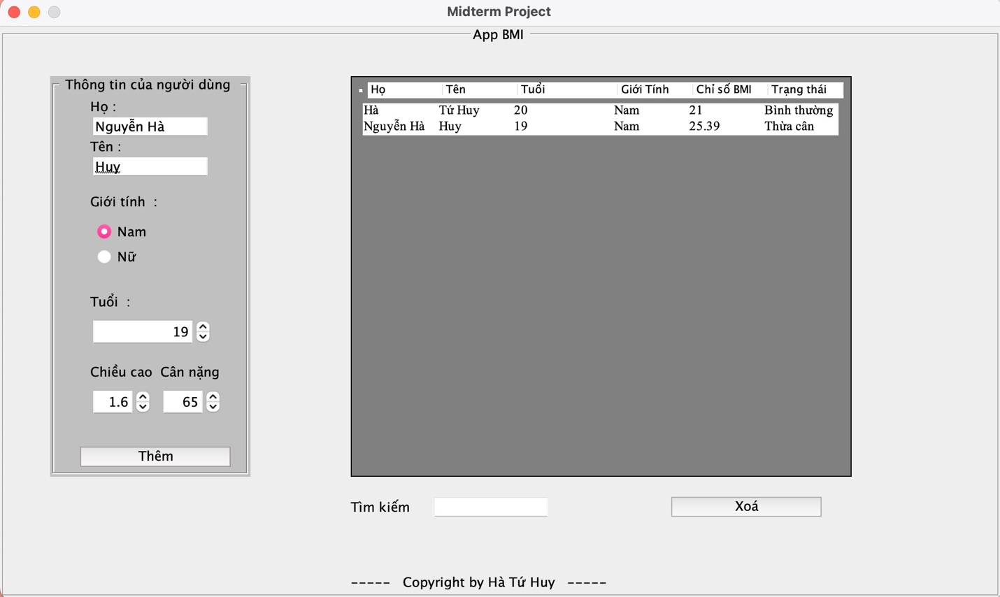 Midterm Project
App BMI
Thông tin của người dùng
Họ :
Nguyễn Hà
Tên :
Huy
Giới tính :
Nam
Nữ
Tuổi :
19
Chiều cao Cân nặng
1.6 65
Thêm
Họ Tên Tuổi Giới Tính Chỉ số BMI Trạng thái
Hà Tứ Huy 20 Nam 21 Bình thường
Nguyễn Hà Huy 19 Nam 25.39 Thừa cân
Tìm kiếm Xoá
----- Copyright by Hà Tứ Huy -----